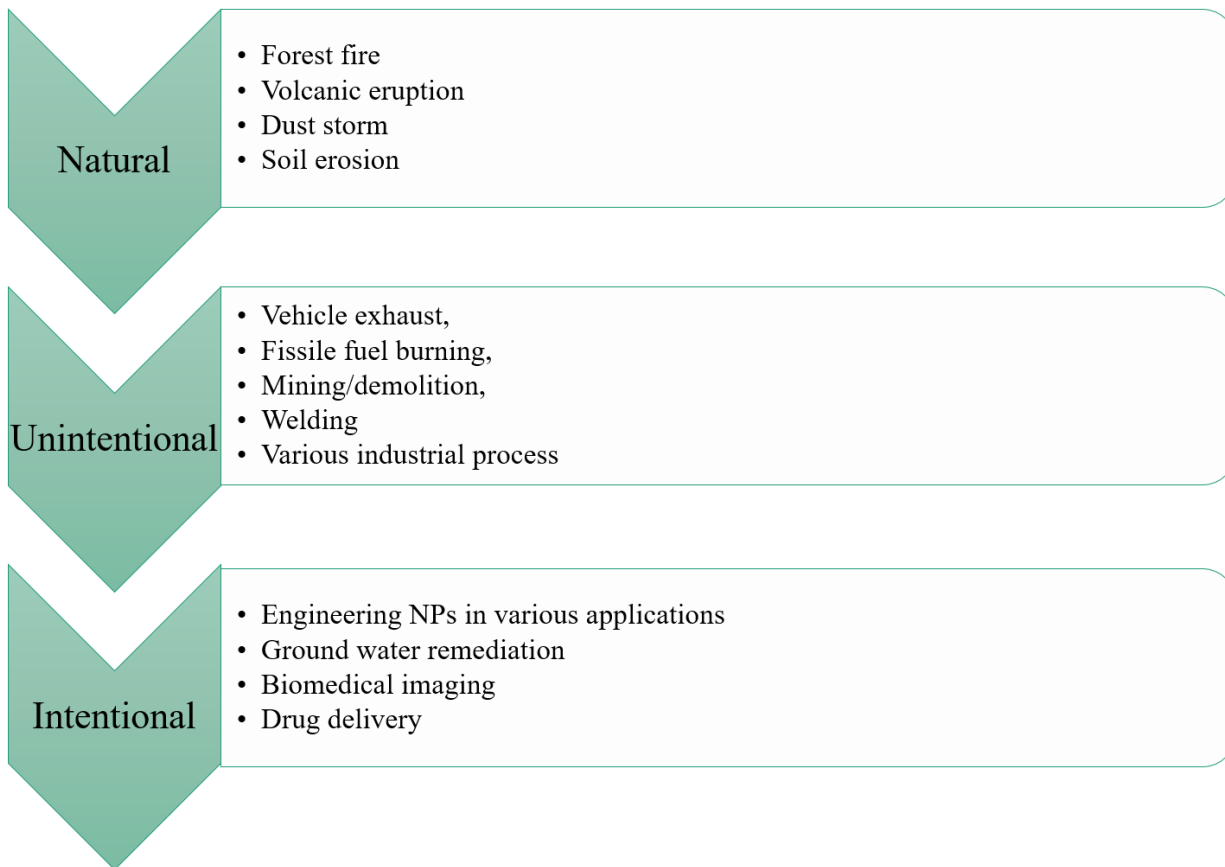 Natural
• Forest fire
• Volcanic eruption
• Dust storm
• Soil erosion
Unintentional
• Vehicle exhaust,
• Fissile fuel burning,
• Mining/demolition,
• Welding
• Various industrial process
Intentional
• Engineering NPs in various applications
• Ground water remediation
• Biomedical imaging
• Drug delivery